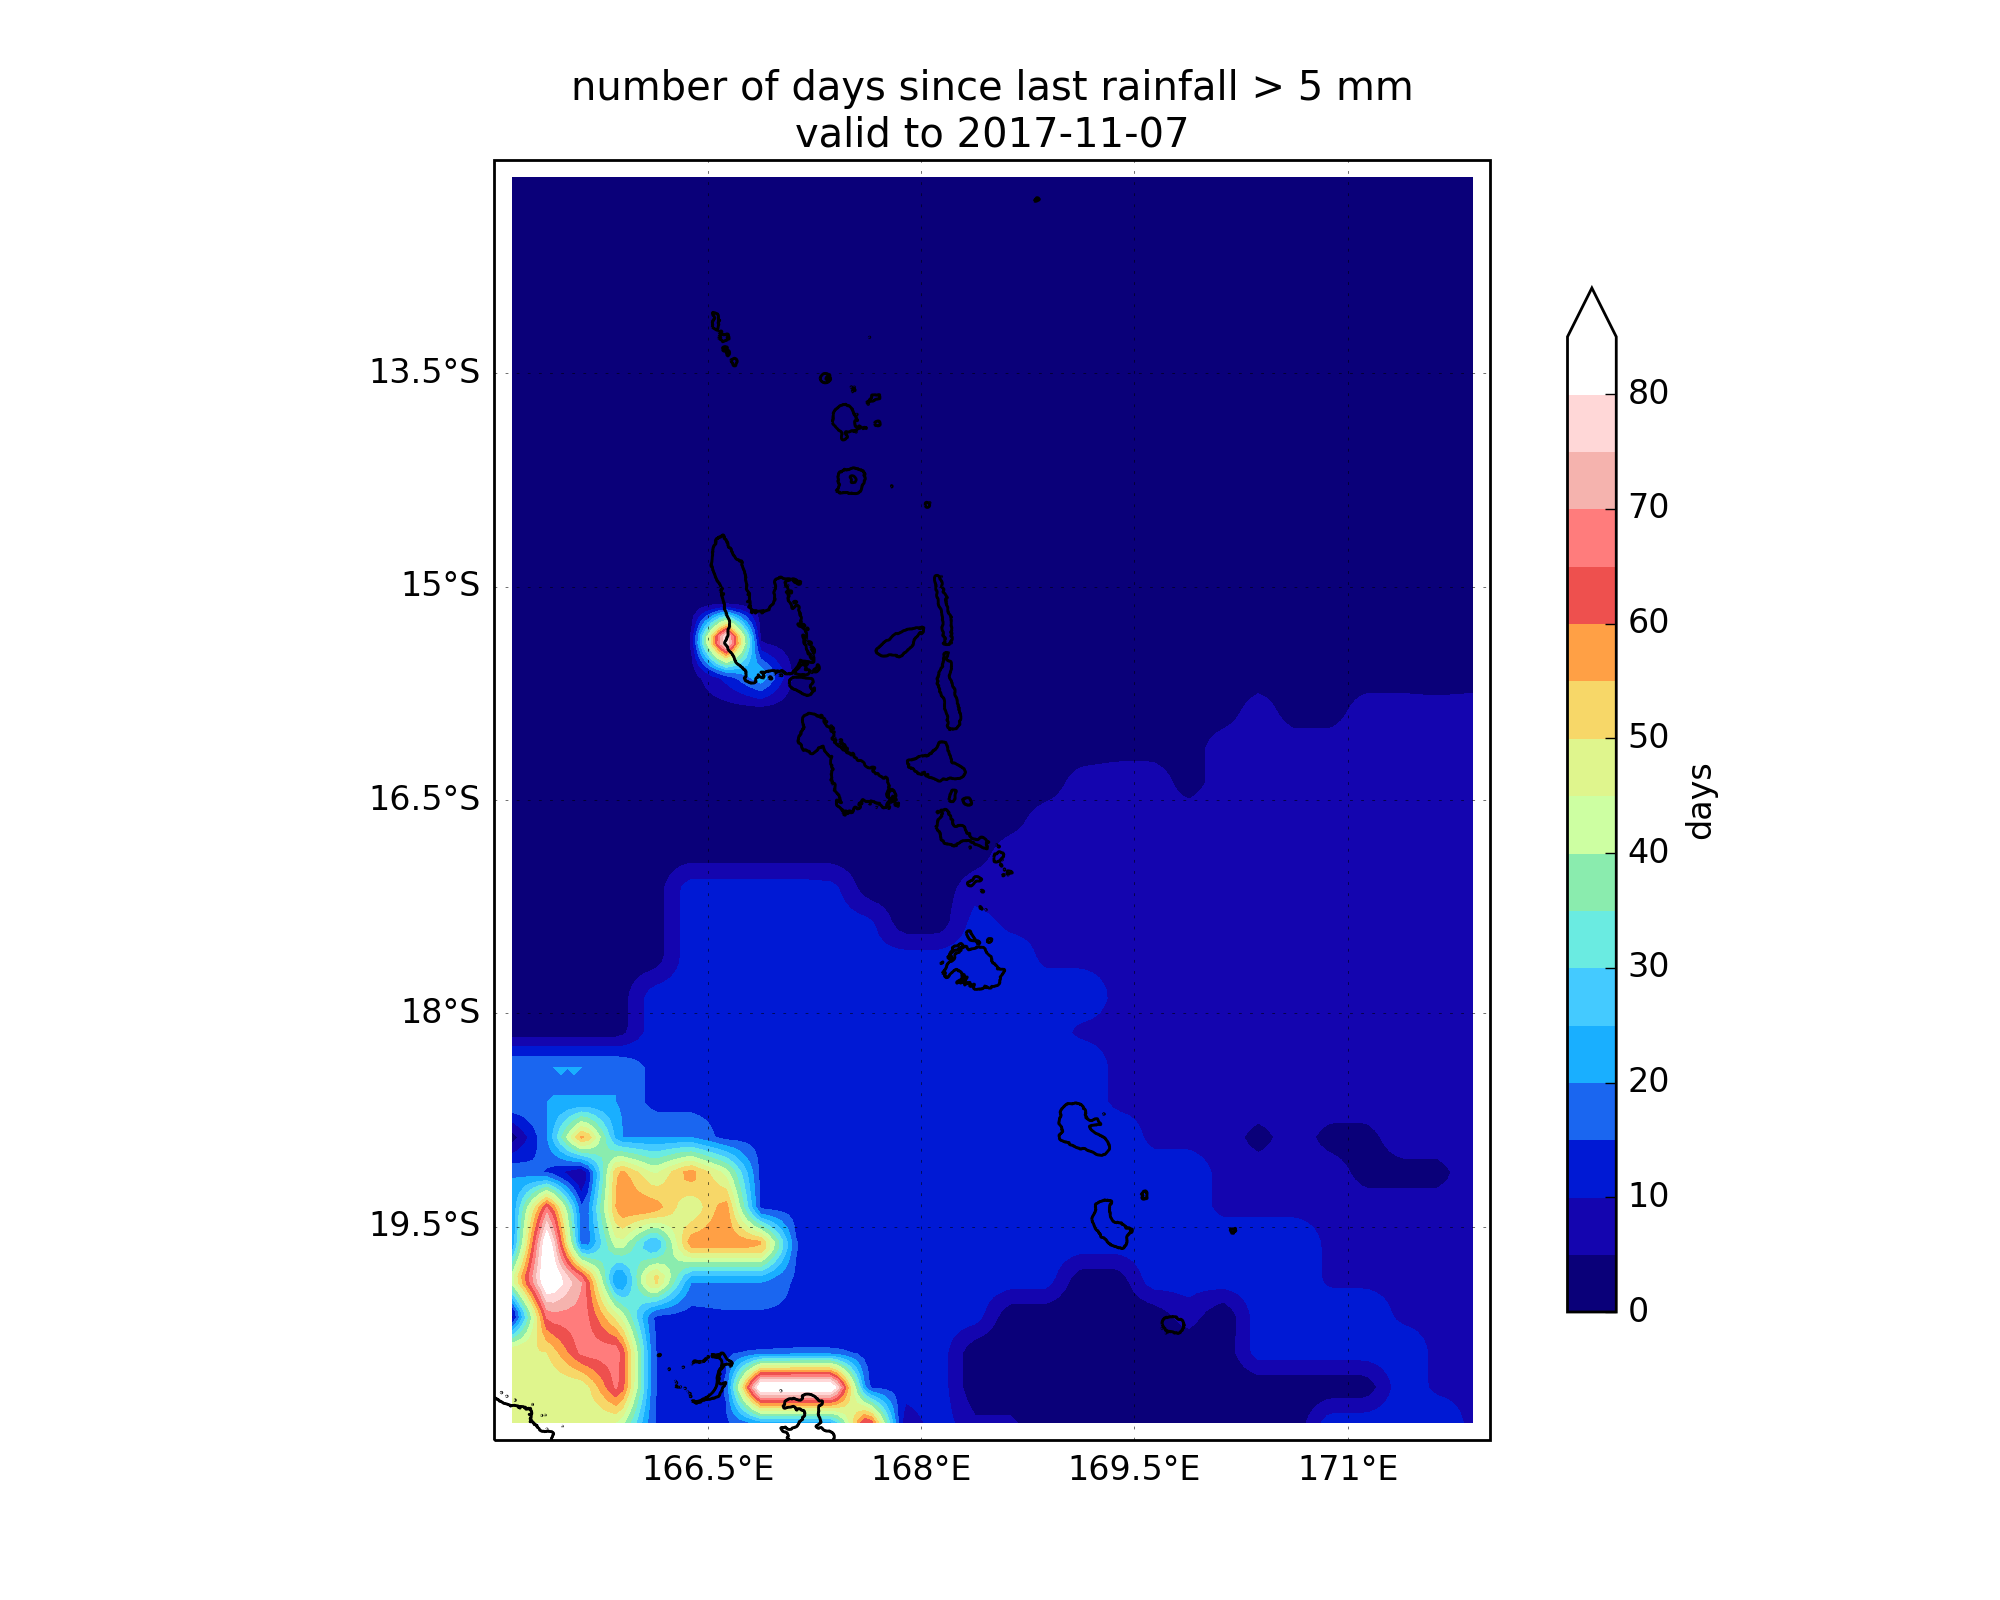 number of days since last rainfall > 5 mm
valid to 2017-11-07
13.5°S
15°S
16.5°S
18°S
19.5°S
166.5°E
168°E
169.5°E
171°E
80
70
60
50
40
30
20
10
0
days